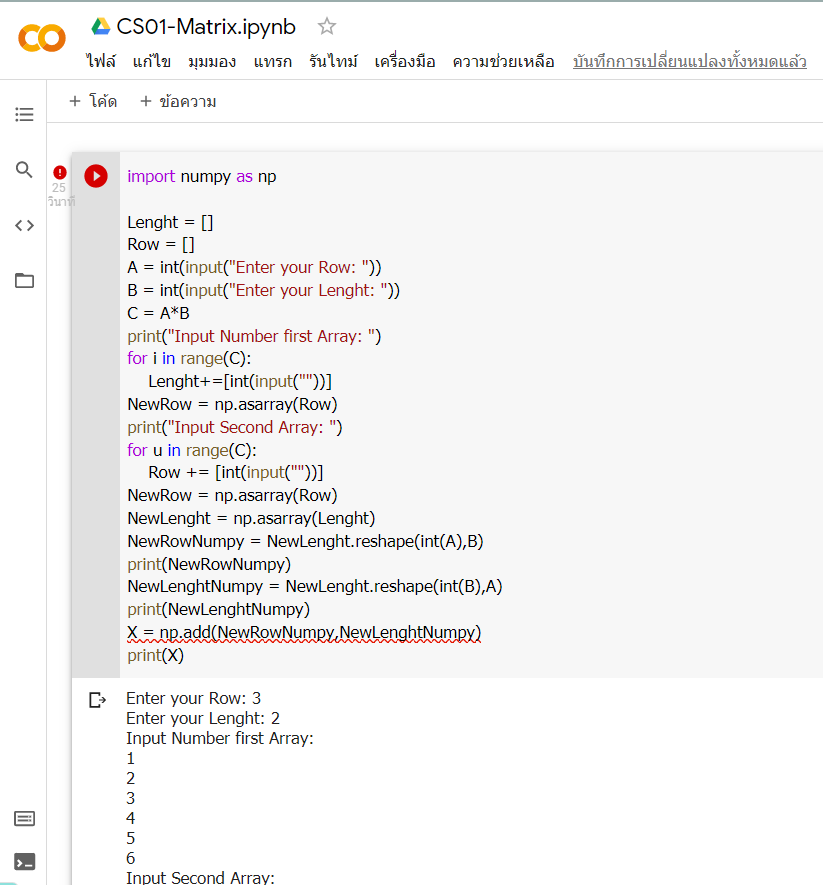 CS01-Matrix.ipynb
ไฟล์ แก้ไข มุมมอง แทรก รันไทม์ เครื่องมือ ความช่วยเหลือ บันทึกการเปลี่ยนแปลงทั้งหมดแล้ว
+ โค้ด + ข้อความ
25
วินาที
import numpy as np
Lenght = []
Row = []
A = int(input("Enter your Row: "))
B = int(input("Enter your Lenght: "))
C = A*B
print("Input Number first Array: ")
for i in range(C):
Lenght+=[int(input(""))]
NewRow = np.asarray(Row)
print("Input Second Array: ")
for u in range(C):
Row += [int(input(""))]
NewRow = np.asarray(Row)
NewLenght = np.asarray(Lenght)
NewRowNumpy = NewLenght.reshape(int(A),B)
print(NewRowNumpy)
NewLenghtNumpy = NewLenght.reshape(int(B),A)
print(NewLenghtNumpy)
X = np.add(NewRowNumpy,NewLenghtNumpy)
print(X)
Enter your Row: 3
Enter your Lenght: 2
Input Number first Array:
1
2
3
4
5
6
Input Second Array: